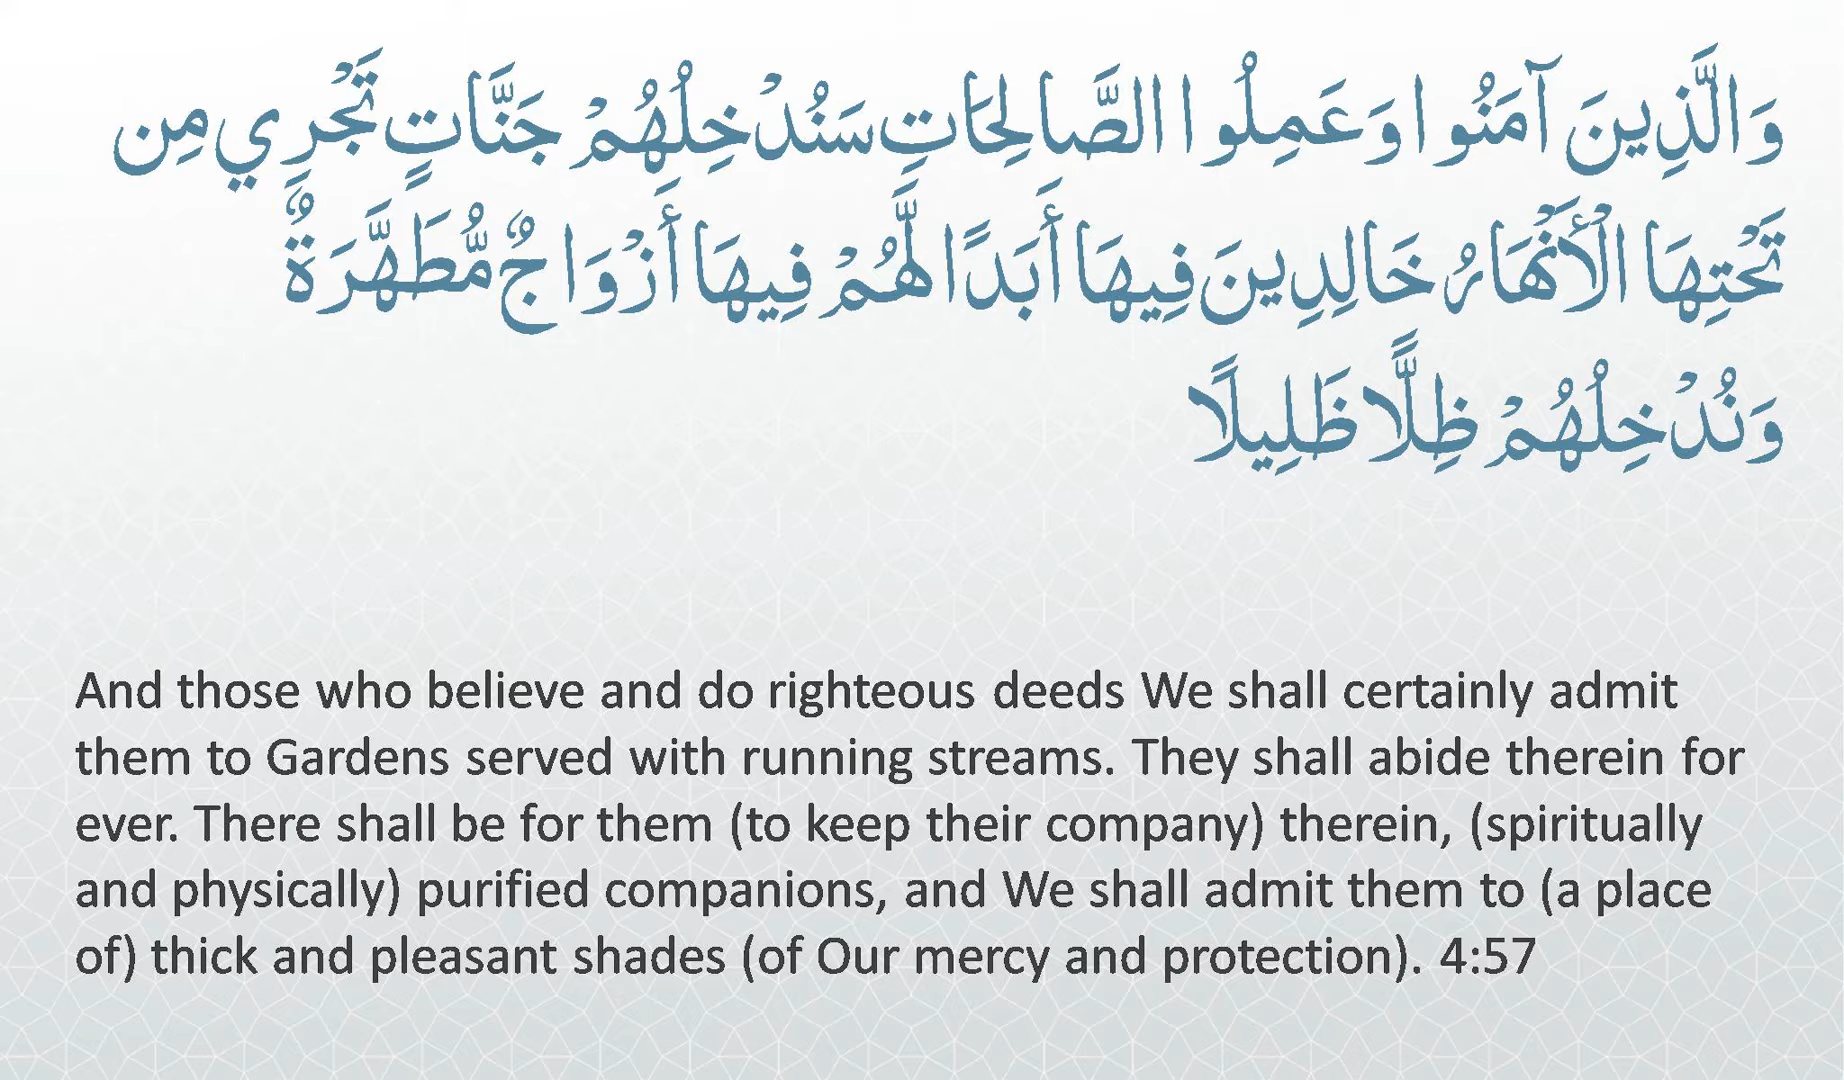 وَالَّذِينَ آمَنُوا وَعَمِلُوا الصَّالِحَاتِ سَنُدْخِلُهُمْ جَنَّاتٍ تَجْرِي مِن
تَحْتِهَا الْأَنْهَارُ خَالِدِينَ فِيهَا أَبَدًا لَّهُمْ فِيهَا أَزْوَاجٌ مُّطَهَّرَةٌ
وَنُدْخِلُهُمْ ظِلًّا ظَلِيلًا
And those who believe and do righteous deeds We shall certainly admit
them to Gardens served with running streams. They shall abide therein for
ever. There shall be for them (to keep their company) therein, (spiritually
and physically) purified companions, and We shall admit them to (a place
of) thick and pleasant shades (of Our mercy and protection). 4:57